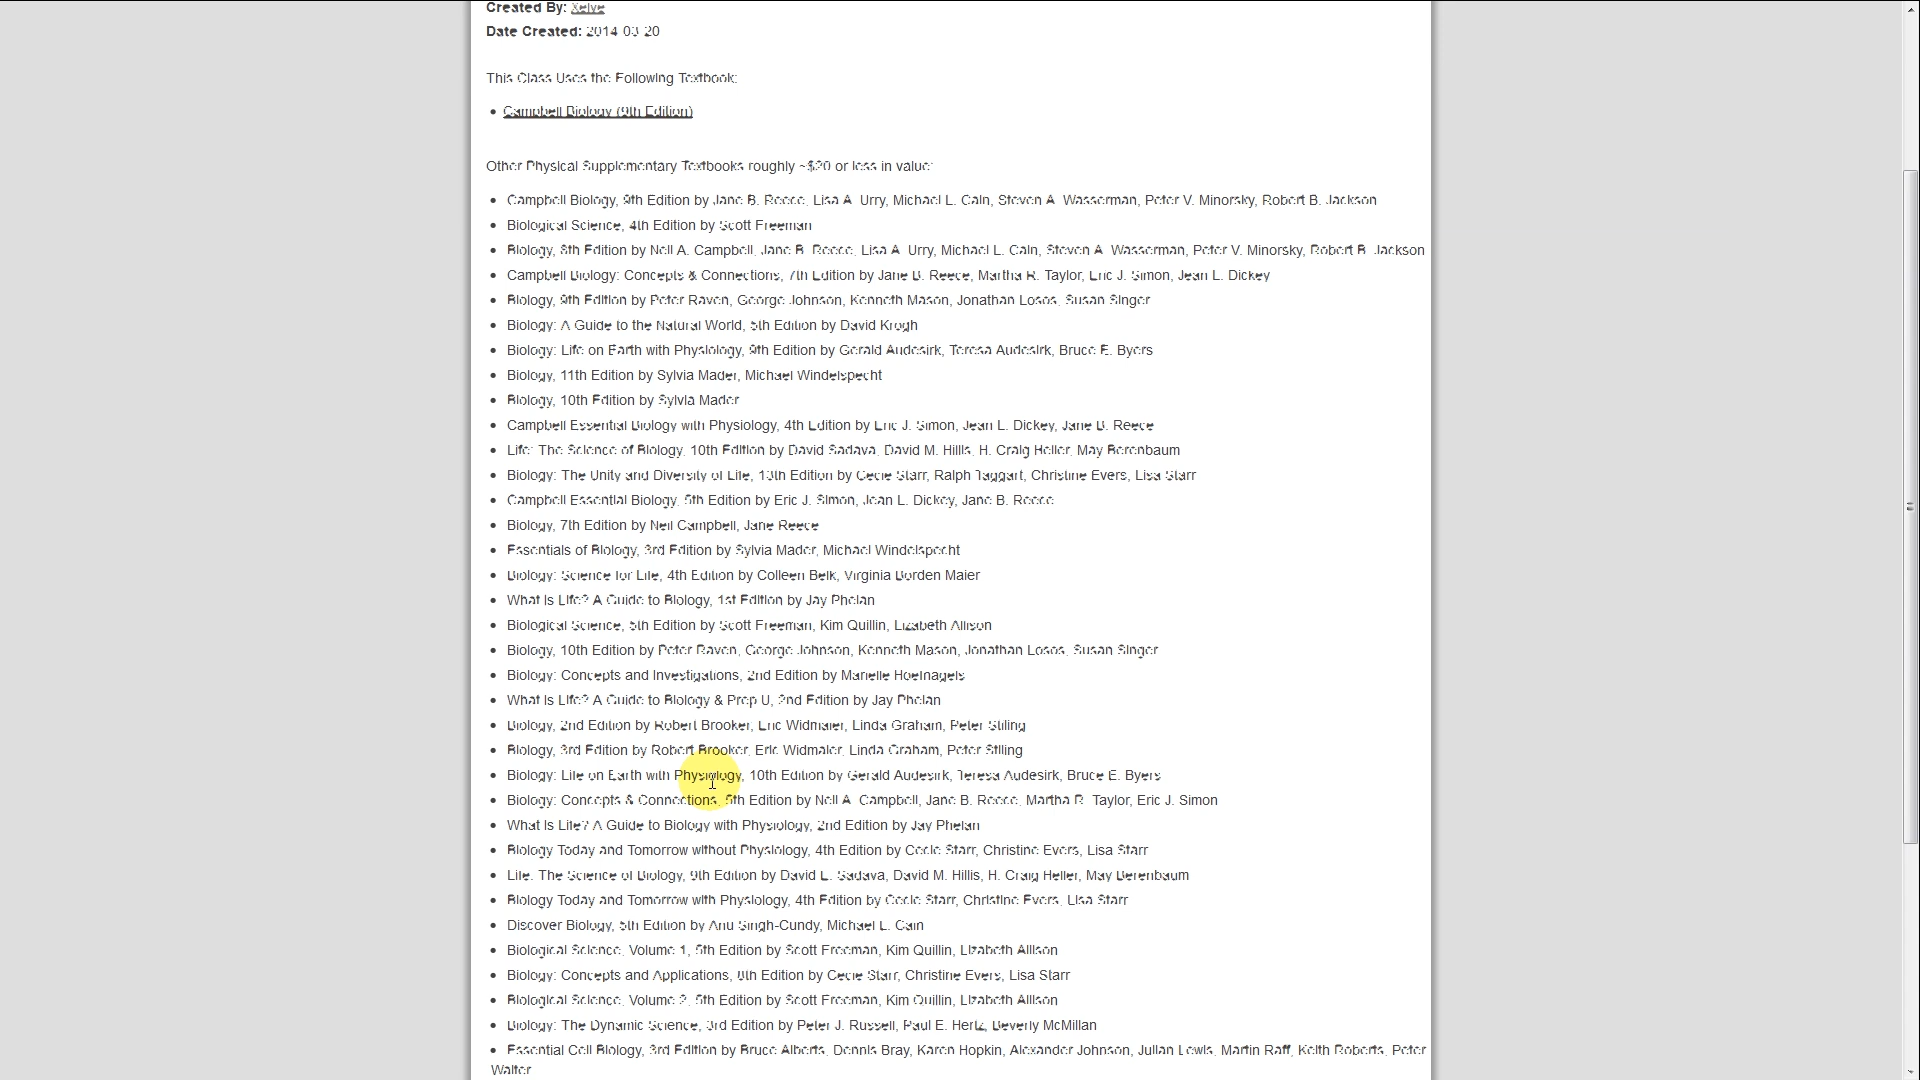 Created By: Xelve
Date Created: 2014-03-20
This Class Uses the Following Textbook:
Campbell Biology (9th Edition)
Other Physical Supplementary Textbooks roughly ~$20 or less in value:
Campbell Biology, 9th Edition by Jane B. Reece, Lisa A. Urry, Michael L. Cain, Steven A. Wasserman, Peter V. Minorsky, Robert B. Jackson
Biological Science, 4th Edition by Scott Freeman
Biology, 8th Edition by Neil A. Campbell, Jane B. Reece, Lisa A. Urry, Michael L. Cain, Steven A. Wasserman, Peter V. Minorsky, Robert B. Jackson
Campbell Biology: Concepts & Connections, 7th Edition by Jane B. Reece, Martha R. Taylor, Eric J. Simon, Jean L. Dickey
Biology, 9th Edition by Peter Raven, George Johnson, Kenneth Mason, Jonathan Losos, Susan Singer
Biology: A Guide to the Natural World, 5th Edition by David Krogh
Biology: Life on Earth with Physiology, 9th Edition by Gerald Audesirk, Teresa Audesirk, Bruce E. Byers
Biology, 11th Edition by Sylvia Mader, Michael Windelspecht
Biology, 10th Edition by Sylvia Mader
Campbell Essential Biology with Physiology, 4th Edition by Eric J. Simon, Jean L. Dickey, Jane B. Reece
Life: The Science of Biology, 10th Edition by David Sadava, David M. Hillis, H. Craig Heller, May Berenbaum
Biology: The Unity and Diversity of Life, 13th Edition by Cecie Starr, Ralph Taggart, Christine Evers, Lisa Starr
Campbell Essential Biology, 5th Edition by Eric J. Simon, Jean L. Dickey, Jane B. Reece
Biology, 7th Edition by Neil Campbell, Jane Reece
Essentials of Biology, 3rd Edition by Sylvia Mader, Michael Windelspecht
Biology: Science for Life, 4th Edition by Colleen Belk, Virginia Borden Maier
What Is Life? A Guide to Biology, 1st Edition by Jay Phelan
Biological Science, 5th Edition by Scott Freeman, Kim Quillin, Lizabeth Allison
Biology, 10th Edition by Peter Raven, George Johnson, Kenneth Mason, Jonathan Losos, Susan Singer
Biology: Concepts and Investigations, 2nd Edition by Marielle Hoefnagels
What Is Life? A Guide to Biology & Prep U, 2nd Edition by Jay Phelan
Biology, 2nd Edition by Robert Brooker, Eric Widmaier, Linda Graham, Peter Stiling
Biology, 3rd Edition by Robert Brooker, Eric Widmaier, Linda Graham, Peter Stiling
Biology: Life on Earth with Physiology, 10th Edition by Gerald Audesirk, Teresa Audesirk, Bruce E. Byers
Biology: Concepts & Connections, 5th Edition by Neil A. Campbell, Jane B. Reece, Martha R. Taylor, Eric J. Simon
What Is Life? A Guide to Biology with Physiology, 2nd Edition by Jay Phelan
Biology Today and Tomorrow without Physiology, 4th Edition by Cecie Starr, Christine Evers, Lisa Starr
Life: The Science of Biology, 9th Edition by David E. Sadava, David M. Hillis, H. Craig Heller, May Berenbaum
Biology Today and Tomorrow with Physiology, 4th Edition by Cecie Starr, Christine Evers, Lisa Starr
Discover Biology, 5th Edition by Anu Singh-Cundy, Michael L. Cain
Biological Science, Volume 1, 5th Edition by Scott Freeman, Kim Quillin, Lizabeth Allison
Biology: Concepts and Applications, 8th Edition by Cecie Starr, Christine Evers, Lisa Starr
Biological Science, Volume 2, 5th Edition by Scott Freeman, Kim Quillin, Lizabeth Allison
Biology: The Dynamic Science, 3rd Edition by Peter J. Russell, Paul E. Hertz, Beverly McMillan
Essential Cell Biology, 3rd Edition by Bruce Alberts, Dennis Bray, Karen Hopkin, Alexander Johnson, Julian Lewis, Martin Raff, Keith Roberts, Peter
Walter